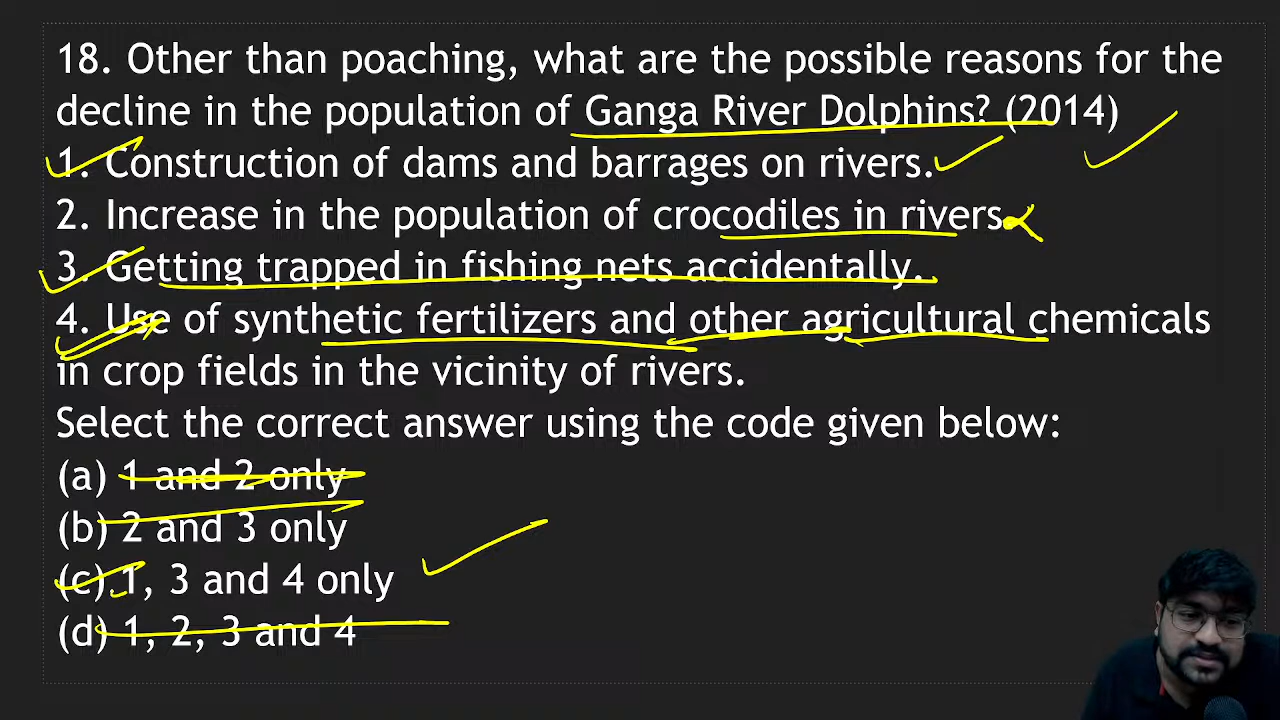 18. Other than poaching, what are the possible reasons for the
decline in the population of Ganga River Dolphins? (2014)
1. Construction of dams and barrages on rivers.
2. Increase in the population of crocodiles in rivers.
3. Getting trapped in fishing nets accidentally.
4. Use of synthetic fertilizers and other agricultural chemicals
in crop fields in the vicinity of rivers.
Select the correct answer using the code given below:
(a) 1 and 2 only
(b) 2 and 3 only
(c) 1, 3 and 4 only
(d) 1, 2, 3 and 4